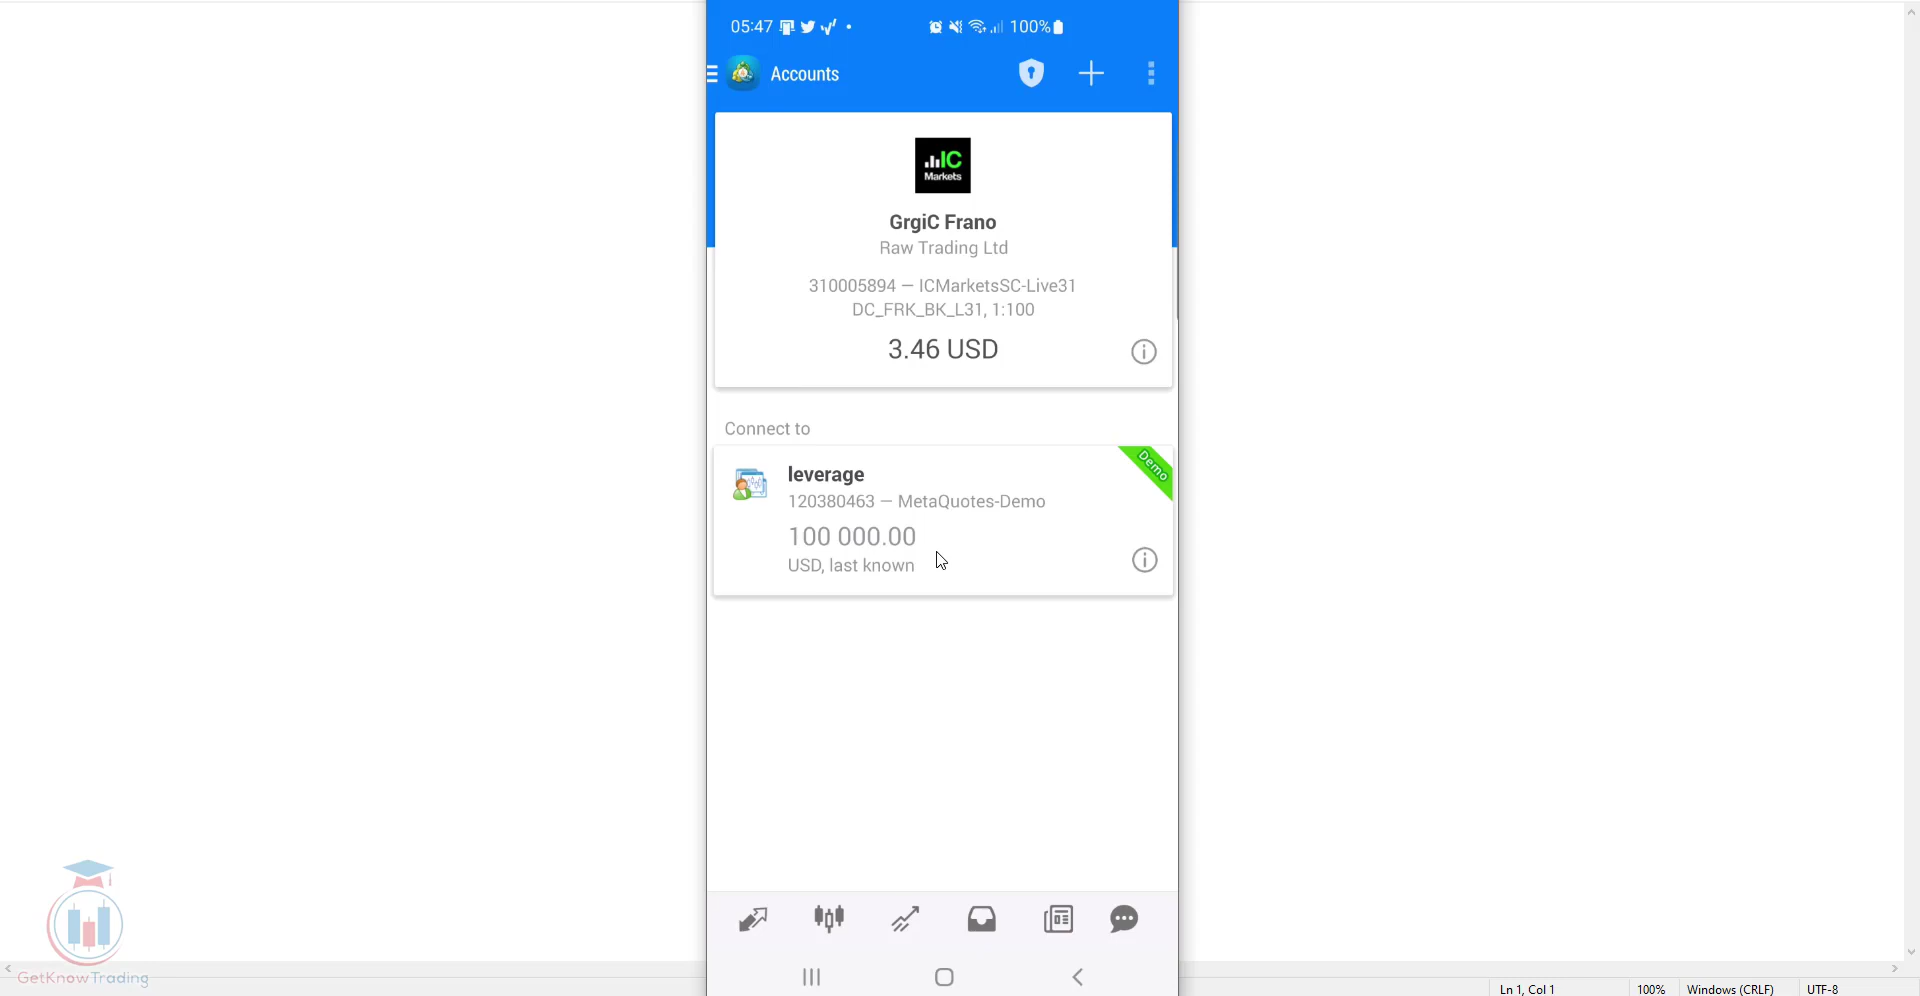 05:47
100%
Accounts
IC
Markets
GrgiC Frano
Raw Trading Ltd
310005894 — ICMarketsSC-Live31
DC_FRK_BK_L31, 1:100
3.46 USD
Connect to
Demo
leverage
120380463 — MetaQuotes-Demo
100 000.00
USD, last known
GetKnowTrading
Ln 1, Col 1
100%
Windows (CRLF)
UTF-8